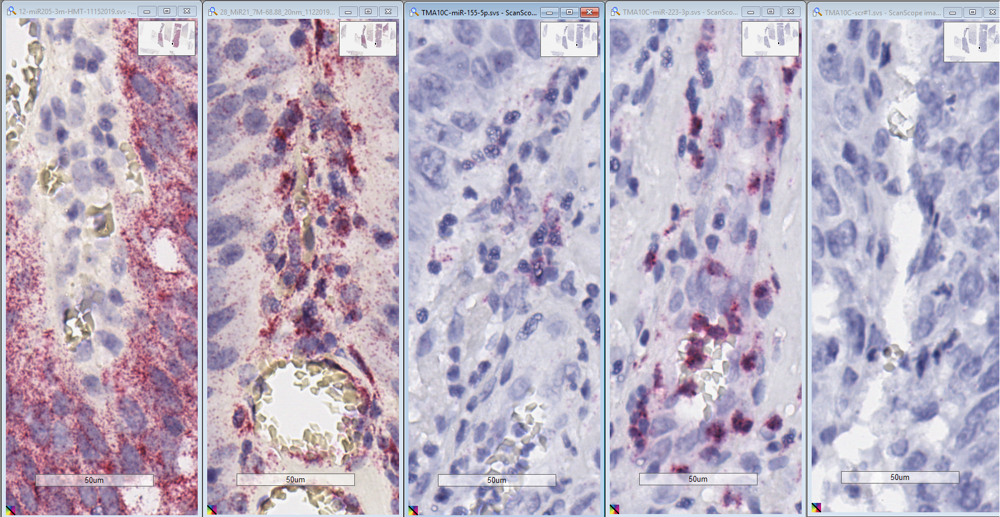 12-miR205-3m-HMT-11152019.svs -...
28_MiR21_7M-68.88_20nm_1122019...
TMA10C-miR-155-5p.svs - ScanSco...
TMA10C-miR-223-3p.svs - ScanSco...
TMA10C-scr#1.svs - ScanScope ima...
50um
50um
50um
50um
50um